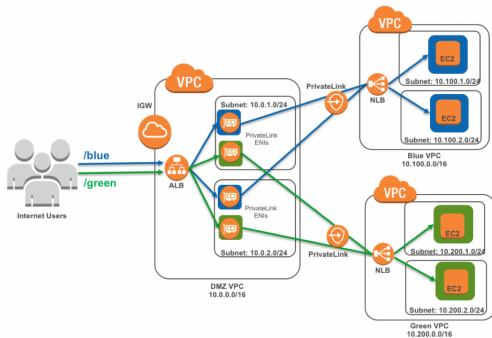 VPC
EC2
Subnet: 10.100.1.0/24
PrivateLink
NLB
EC2
Subnet: 10.100.2.0/24
Blue VPC
10.100.0.0/16
VPC
IGW
Subnet: 10.0.1.0/24
PrivateLink
ENIs
/blue
/green
ALB
Internet Users
PrivateLink
ENIs
Subnet: 10.0.2.0/24
DMZ VPC
10.0.0.0/16
VPC
PrivateLink
NLB
EC2
Subnet: 10.200.1.0/24
EC2
Subnet: 10.200.2.0/24
Green VPC
10.200.0.0/16